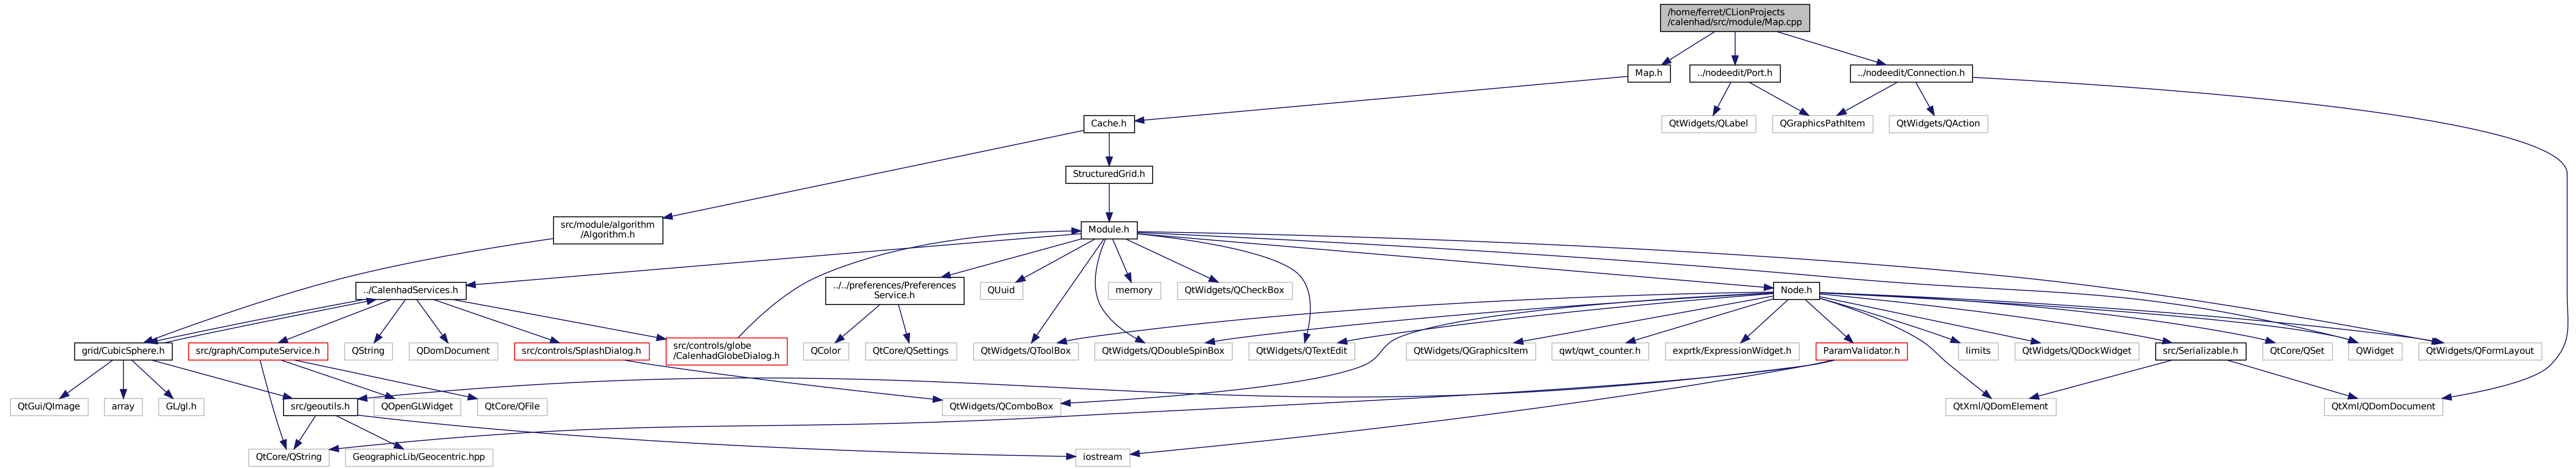 /home/ferret/CLionProjects
/calenhad/src/module/Map.cpp
Map.h
../nodeedit/Port.h
../nodeedit/Connection.h
Cache.h
QtWidgets/QLabel
QGraphicsPathItem
QtWidgets/QAction
StructuredGrid.h
src/module/algorithm
/Algorithm.h
Module.h
../CalenhadServices.h
../../preferences/Preferences
Service.h
QUuid
memory
QtWidgets/QCheckBox
Node.h
grid/CubicSphere.h
src/graph/ComputeService.h
QString
QDomDocument
src/controls/SplashDialog.h
src/controls/globe
/CalenhadGlobeDialog.h
QColor
QtCore/QSettings
QtWidgets/QToolBox
QtWidgets/QDoubleSpinBox
QtWidgets/QTextEdit
QtWidgets/QGraphicsItem
qwt/qwt_counter.h
exprtk/ExpressionWidget.h
ParamValidator.h
limits
QtWidgets/QDockWidget
src/Serializable.h
QtCore/QSet
QWidget
QtWidgets/QFormLayout
QtGui/QImage
array
GL/gl.h
src/geoutils.h
QOpenGLWidget
QtCore/QFile
QtWidgets/QComboBox
QtXml/QDomElement
QtXml/QDomDocument
QtCore/QString
GeographicLib/Geocentric.hpp
iostream